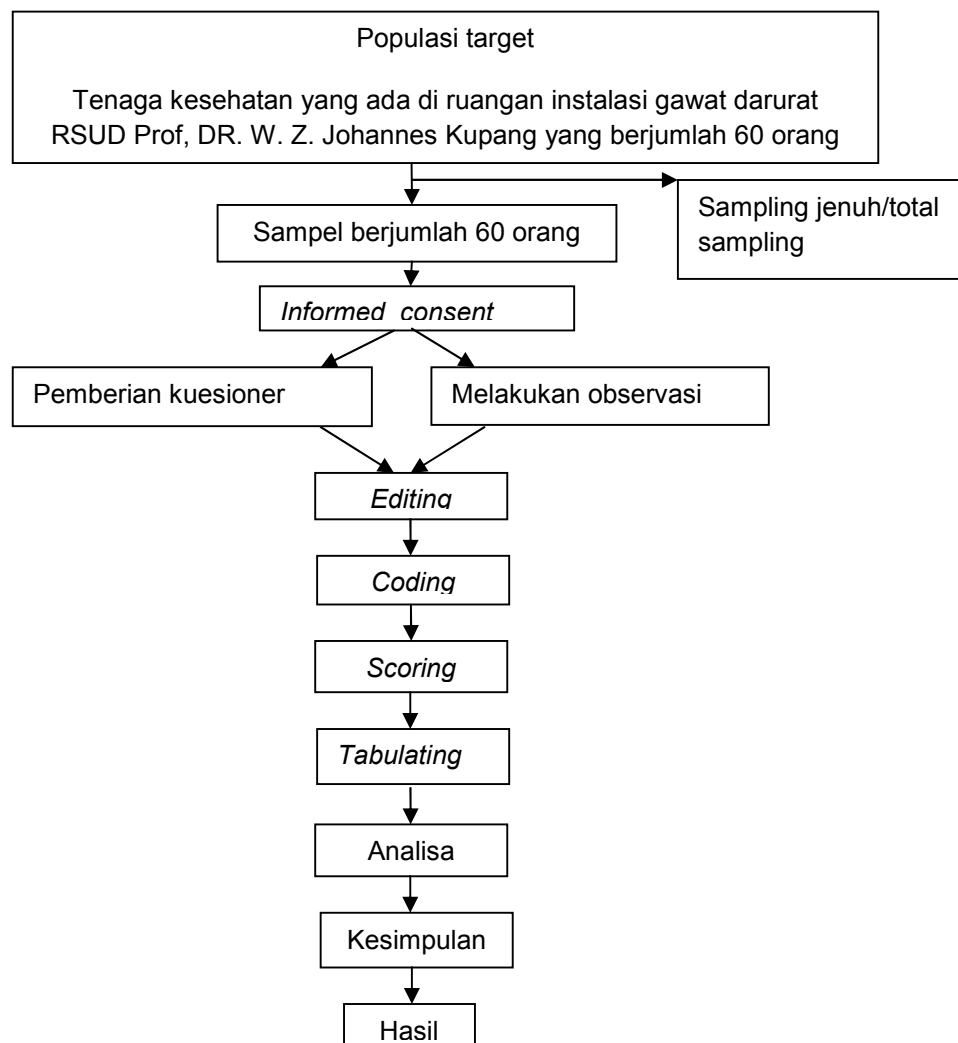 Populasi target
Tenaga kesehatan yang ada di ruangan instalasi gawat darurat
RSUD Prof, DR. W. Z. Johannes Kupang yang berjumlah 60 orang
Sampling jenuh/total
sampling
Sampel berjumlah 60 orang
Informed consent
Pemberian kuesioner
Melakukan observasi
Editing
Coding
Scoring
Tabulating
Analisa
Kesimpulan
Hasil